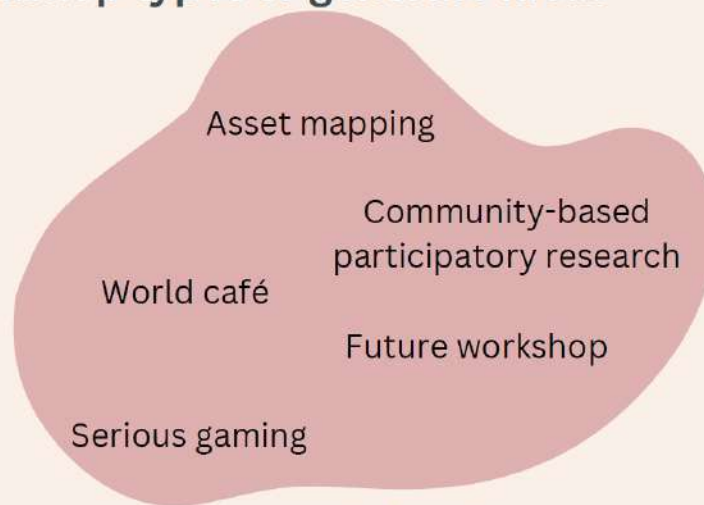 Asset mapping
Community-based
participatory research
World café
Future workshop
Serious gaming